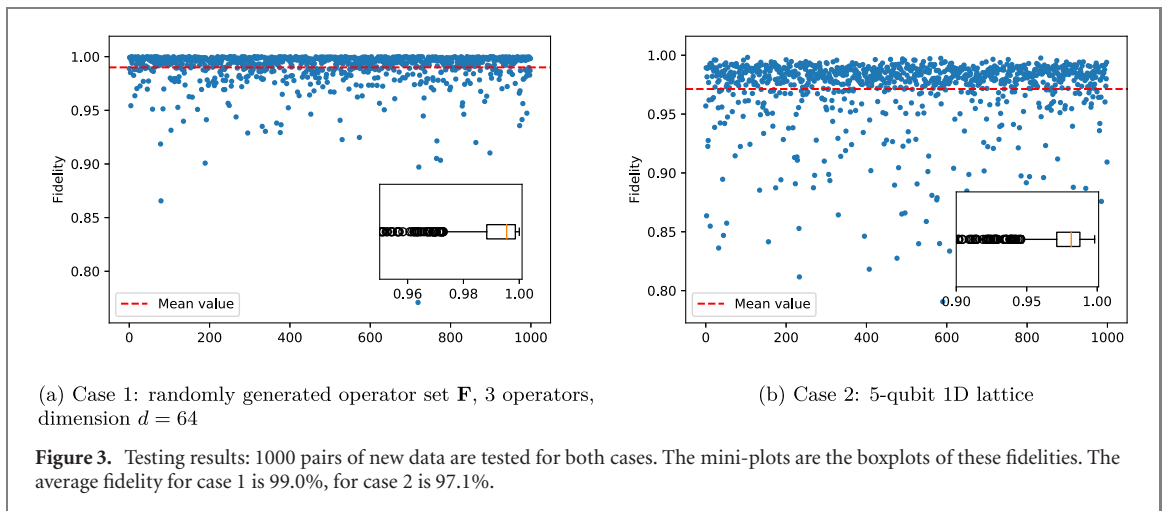 1.00
0.95
0.90
0.85
0.80
Fidelity
0.96 0.98 1.00
Mean value
0 200 400 600 800 1000
1.00
0.95
0.90
0.85
0.80
Fidelity
0.90 0.95 1.00
Mean value
0 200 400 600 800 1000
(a) Case 1: randomly generated operator set F, 3 operators,
dimension d = 64
(b) Case 2: 5-qubit 1D lattice
Figure 3. Testing results: 1000 pairs of new data are tested for both cases. The mini-plots are the boxplots of these fidelities. The
average fidelity for case 1 is 99.0%, for case 2 is 97.1%.